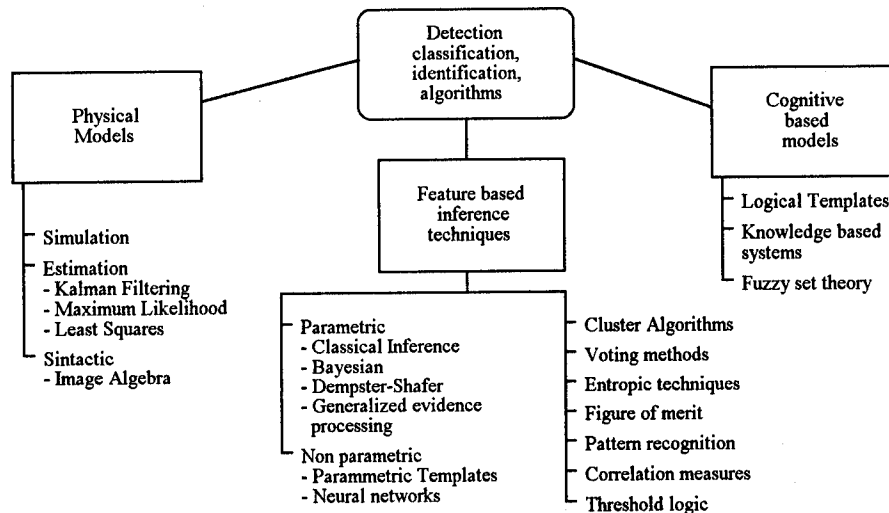 Detection
classification,
identification,
algorithms
Physical
Models
Simulation
Estimation
- Kalman Filtering
- Maximum Likelihood
- Least Squares
Sintactic
- Image Algebra
Feature based
inference
techniques
Parametric
- Classical Inference
- Bayesian
- Dempster-Shafer
- Generalized evidence
processing
Non parametric
- Parammetric Templates
- Neural networks
Cluster Algorithms
Voting methods
Entropic techniques
Figure of merit
Pattern recognition
Correlation measures
Threshold logic
Cognitive
based
models
Logical Templates
Knowledge based
systems
Fuzzy set theory